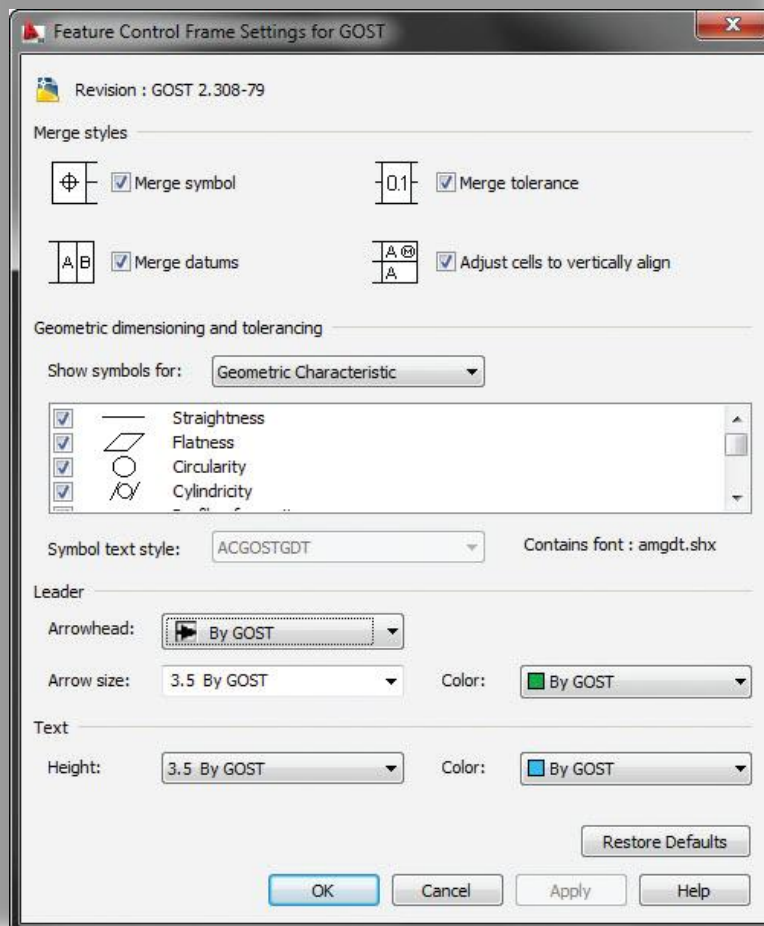 Feature Control Frame Settings for GOST
Revision : GOST 2.308-79
Merge styles
Merge symbol
0.1 Merge tolerance
A B Merge datums
A Ⓜ
A
Adjust cells to vertically align
Geometric dimensioning and tolerancing
Show symbols for: Geometric Characteristic
Straightness
Flatness
Circularity
Cylindricity
Symbol text style: ACGOSTGDT Contains font : amgdt.shx
Leader
Arrowhead: By GOST
Arrow size: 3.5 By GOST Color: By GOST
Text
Height: 3.5 By GOST Color: By GOST
Restore Defaults
OK Cancel Apply Help